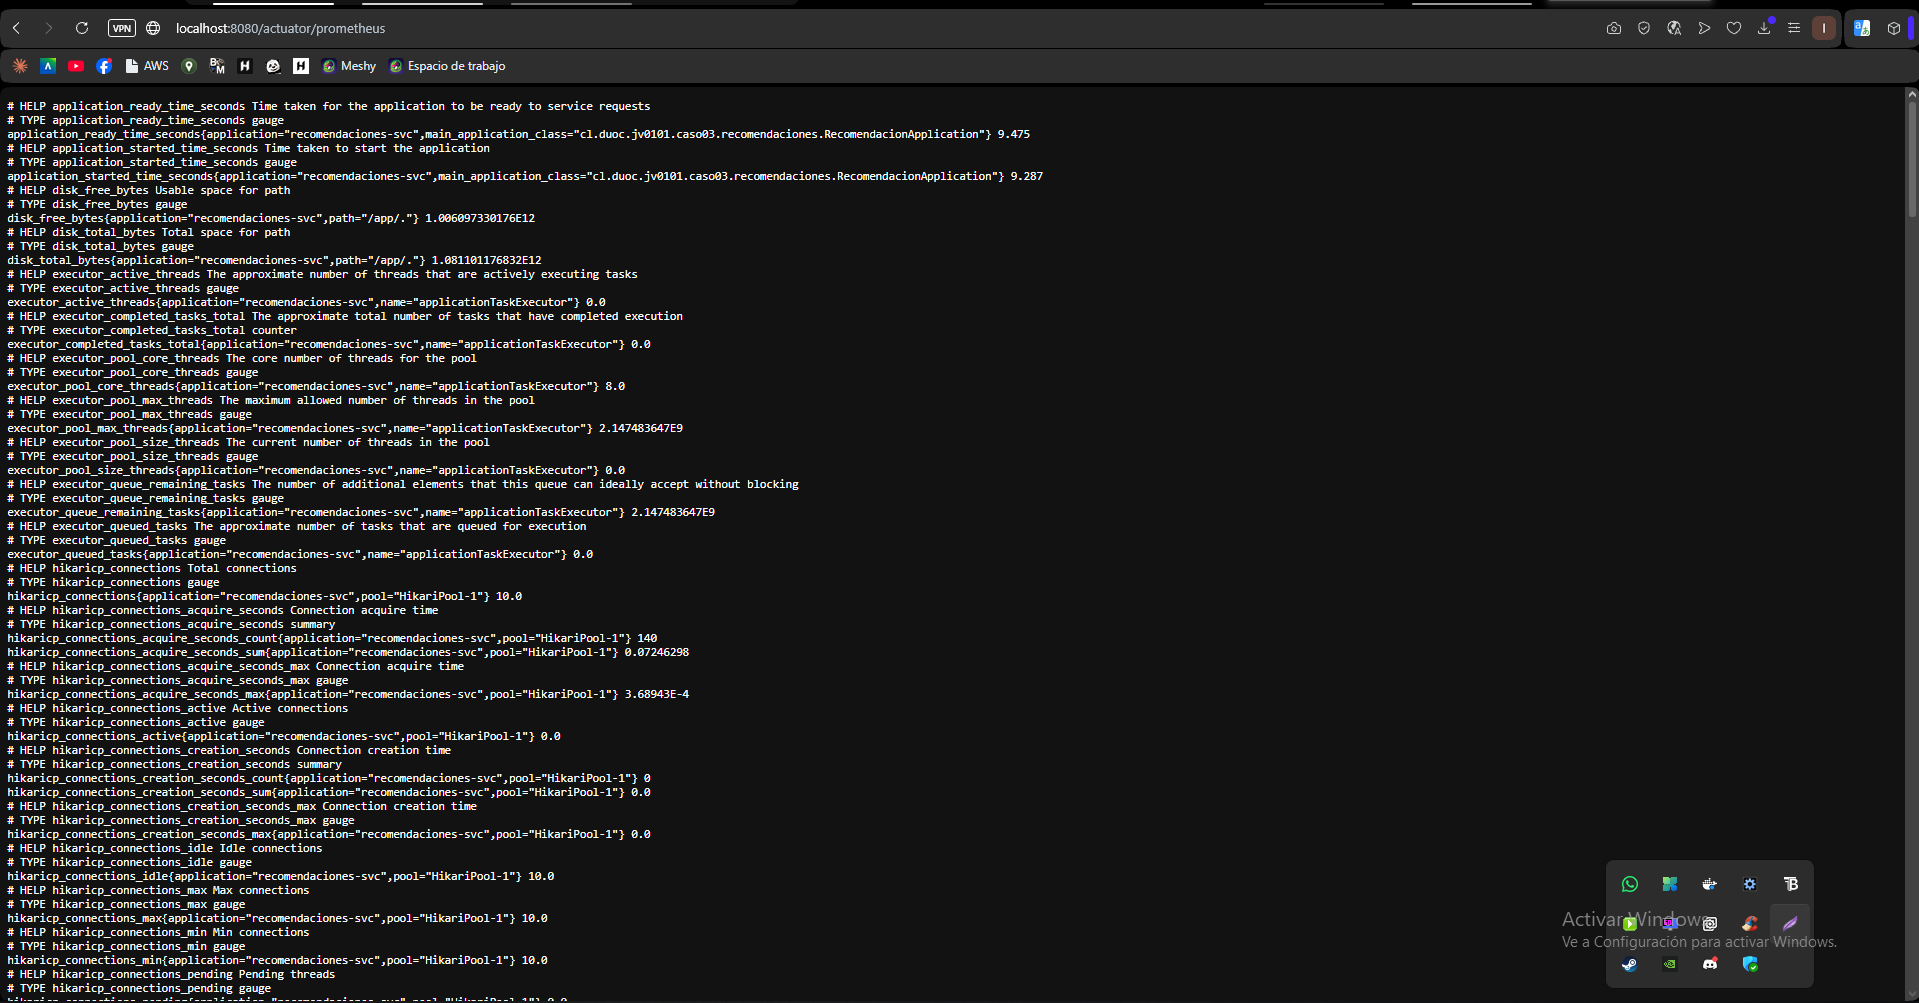 VPN localhost:8080/actuator/prometheus I
AWS BM H H Meshy Espacio de trabajo
# HELP application_ready_time_seconds Time taken for the application to be ready to service requests
# TYPE application_ready_time_seconds gauge
application_ready_time_seconds{application="recomendaciones-svc",main_application_class="cl.duoc.jv0101.caso03.recomendaciones.RecomendacionApplication"} 9.475
# HELP application_started_time_seconds Time taken to start the application
# TYPE application_started_time_seconds gauge
application_started_time_seconds{application="recomendaciones-svc",main_application_class="cl.duoc.jv0101.caso03.recomendaciones.RecomendacionApplication"} 9.287
# HELP disk_free_bytes Usable space for path
# TYPE disk_free_bytes gauge
disk_free_bytes{application="recomendaciones-svc",path="/app/."} 1.006097330176E12
# HELP disk_total_bytes Total space for path
# TYPE disk_total_bytes gauge
disk_total_bytes{application="recomendaciones-svc",path="/app/."} 1.081101176832E12
# HELP executor_active_threads The approximate number of threads that are actively executing tasks
# TYPE executor_active_threads gauge
executor_active_threads{application="recomendaciones-svc",name="applicationTaskExecutor"} 0.0
# HELP executor_completed_tasks_total The approximate total number of tasks that have completed execution
# TYPE executor_completed_tasks_total counter
executor_completed_tasks_total{application="recomendaciones-svc",name="applicationTaskExecutor"} 0.0
# HELP executor_pool_core_threads The core number of threads for the pool
# TYPE executor_pool_core_threads gauge
executor_pool_core_threads{application="recomendaciones-svc",name="applicationTaskExecutor"} 8.0
# HELP executor_pool_max_threads The maximum allowed number of threads in the pool
# TYPE executor_pool_max_threads gauge
executor_pool_max_threads{application="recomendaciones-svc",name="applicationTaskExecutor"} 2.147483647E9
# HELP executor_pool_size_threads The current number of threads in the pool
# TYPE executor_pool_size_threads gauge
executor_pool_size_threads{application="recomendaciones-svc",name="applicationTaskExecutor"} 0.0
# HELP executor_queue_remaining_tasks The number of additional elements that this queue can ideally accept without blocking
# TYPE executor_queue_remaining_tasks gauge
executor_queue_remaining_tasks{application="recomendaciones-svc",name="applicationTaskExecutor"} 2.147483647E9
# HELP executor_queued_tasks The approximate number of tasks that are queued for execution
# TYPE executor_queued_tasks gauge
executor_queued_tasks{application="recomendaciones-svc",name="applicationTaskExecutor"} 0.0
# HELP hikaricp_connections Total connections
# TYPE hikaricp_connections gauge
hikaricp_connections{application="recomendaciones-svc",pool="HikariPool-1"} 10.0
# HELP hikaricp_connections_acquire_seconds Connection acquire time
# TYPE hikaricp_connections_acquire_seconds summary
hikaricp_connections_acquire_seconds_count{application="recomendaciones-svc",pool="HikariPool-1"} 140
hikaricp_connections_acquire_seconds_sum{application="recomendaciones-svc",pool="HikariPool-1"} 0.07246298
# HELP hikaricp_connections_acquire_seconds_max Connection acquire time
# TYPE hikaricp_connections_acquire_seconds_max gauge
hikaricp_connections_acquire_seconds_max{application="recomendaciones-svc",pool="HikariPool-1"} 3.68943E-4
# HELP hikaricp_connections_active Active connections
# TYPE hikaricp_connections_active gauge
hikaricp_connections_active{application="recomendaciones-svc",pool="HikariPool-1"} 0.0
# HELP hikaricp_connections_creation_seconds Connection creation time
# TYPE hikaricp_connections_creation_seconds summary
hikaricp_connections_creation_seconds_count{application="recomendaciones-svc",pool="HikariPool-1"} 0
hikaricp_connections_creation_seconds_sum{application="recomendaciones-svc",pool="HikariPool-1"} 0.0
# HELP hikaricp_connections_creation_seconds_max Connection creation time
# TYPE hikaricp_connections_creation_seconds_max gauge
hikaricp_connections_creation_seconds_max{application="recomendaciones-svc",pool="HikariPool-1"} 0.0
# HELP hikaricp_connections_idle Idle connections
# TYPE hikaricp_connections_idle gauge
hikaricp_connections_idle{application="recomendaciones-svc",pool="HikariPool-1"} 10.0
# HELP hikaricp_connections_max Max connections
# TYPE hikaricp_connections_max gauge
hikaricp_connections_max{application="recomendaciones-svc",pool="HikariPool-1"} 10.0
# HELP hikaricp_connections_min Min connections
# TYPE hikaricp_connections_min gauge
hikaricp_connections_min{application="recomendaciones-svc",pool="HikariPool-1"} 10.0
# HELP hikaricp_connections_pending Pending threads
# TYPE hikaricp_connections_pending gauge
Activar Windows
Ve a Configuración para activar Windows.